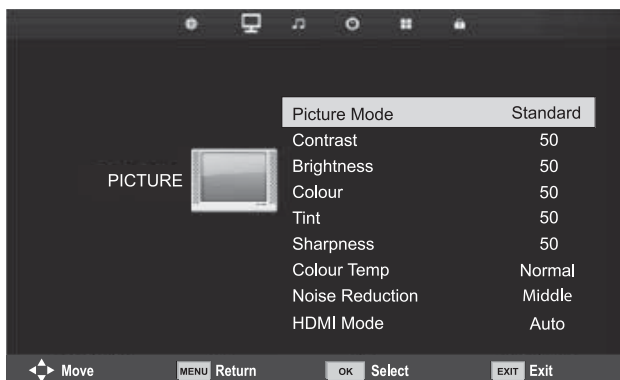 PICTURE
Picture Mode Standard
Contrast 50
Brightness 50
Colour 50
Tint 50
Sharpness 50
Colour Temp Normal
Noise Reduction Middle
HDMI Mode Auto
Move MENU Return OK Select EXIT Exit